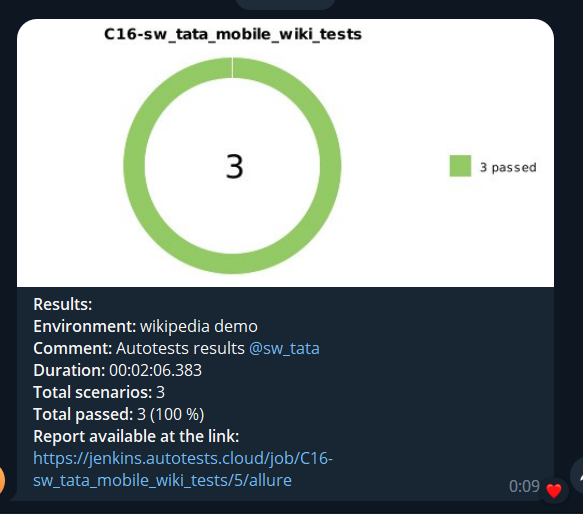 C16-sw_tata_mobile_wiki_tests
3
3 passed
Results:
Environment: wikipedia demo
Comment: Autotests results @sw_tata
Duration: 00:02:06.383
Total scenarios: 3
Total passed: 3 (100 %)
Report available at the link:
https://jenkins.autotests.cloud/job/C16-
sw_tata_mobile_wiki_tests/5/allure
0:09